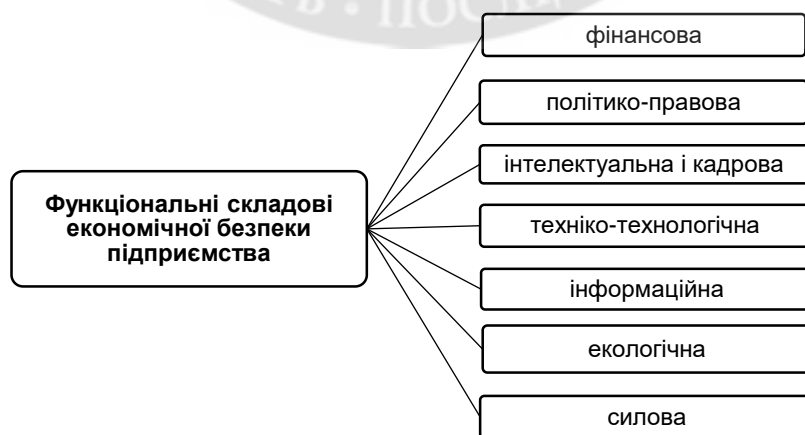 фінансова
політико-правова
інтелектуальна і кадрова
Функціональні складові
економічної безпеки
підприємства
техніко-технологічна
інформаційна
екологічна
силова